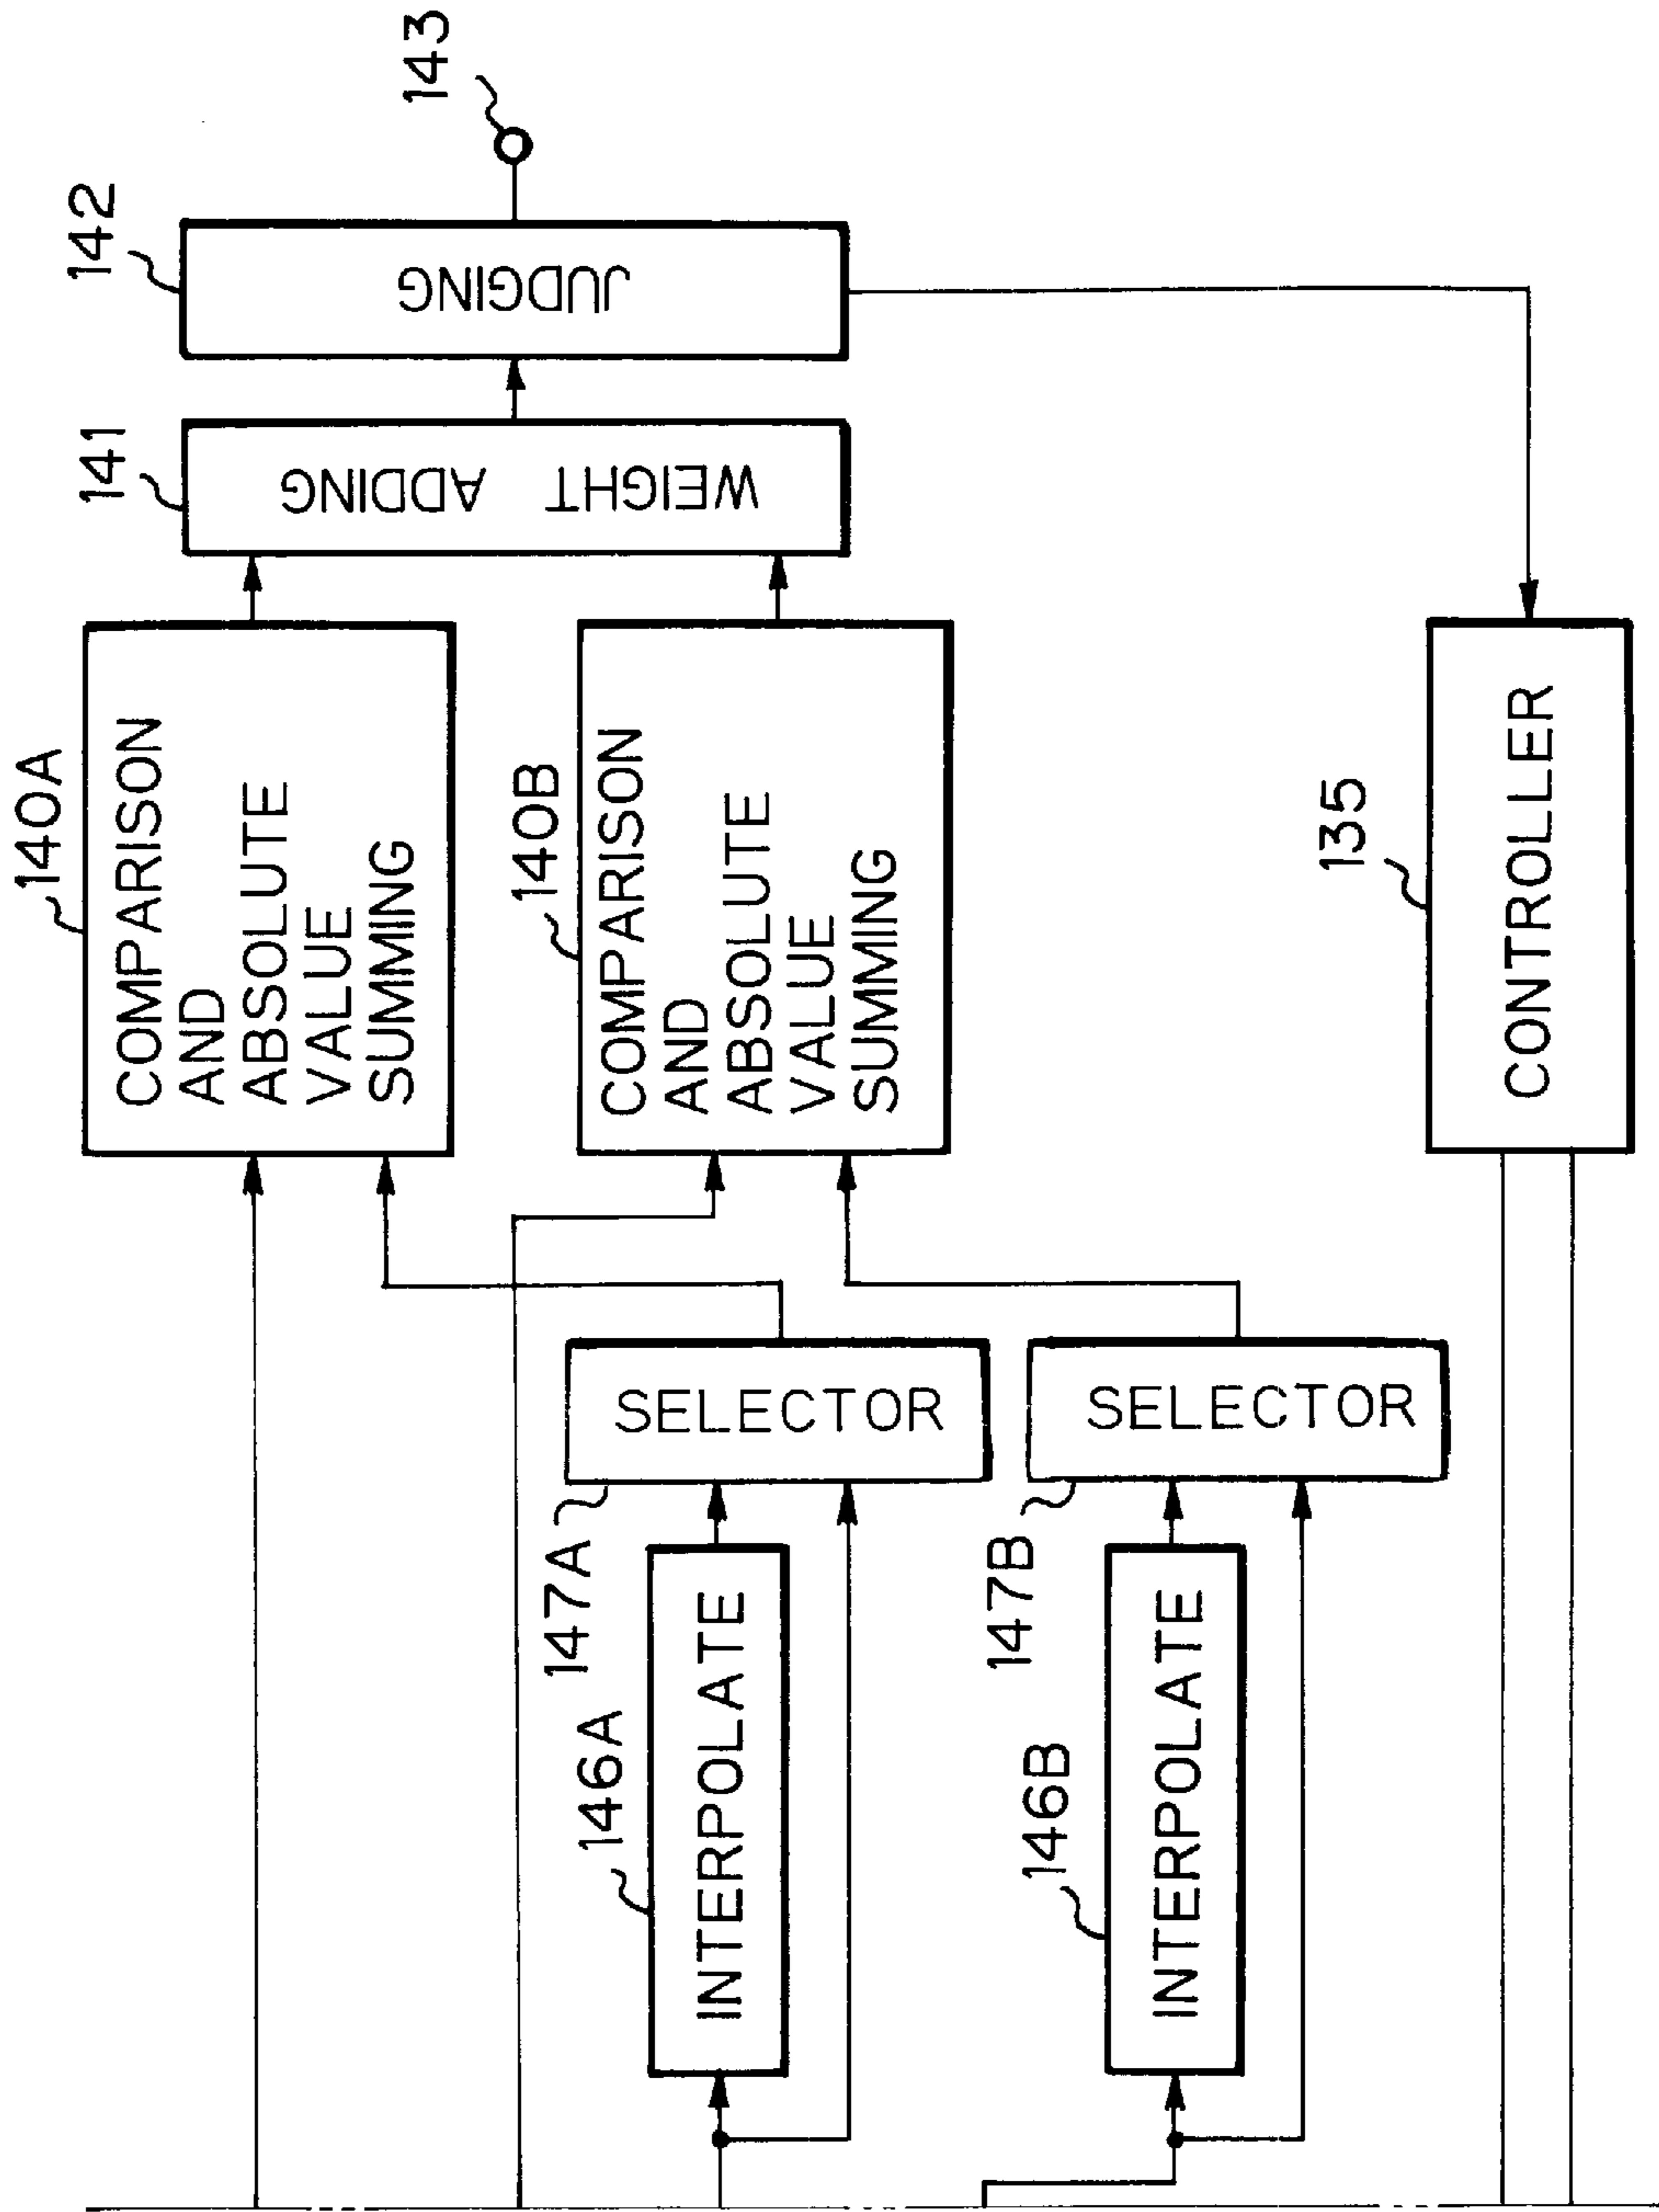 140A
COMPARISON
AND
ABSOLUTE
VALUE
SUMMING
141
WEIGHT ADDING
142
JUDGING
143
140B
COMPARISON
AND
ABSOLUTE
VALUE
SUMMING
147A
SELECTOR
146A
INTERPOLATE
147B
SELECTOR
146B
INTERPOLATE
135
CONTROLLER